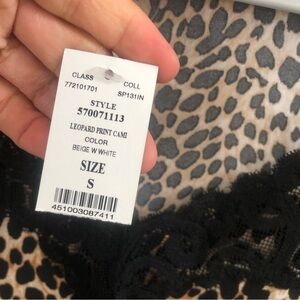 CLASS COLL
772101701 SP131IN
STYLE
570071113
LEOPARD PRINT CAMI
COLOR
BEIGE W WHITE
SIZE
S
451003087411